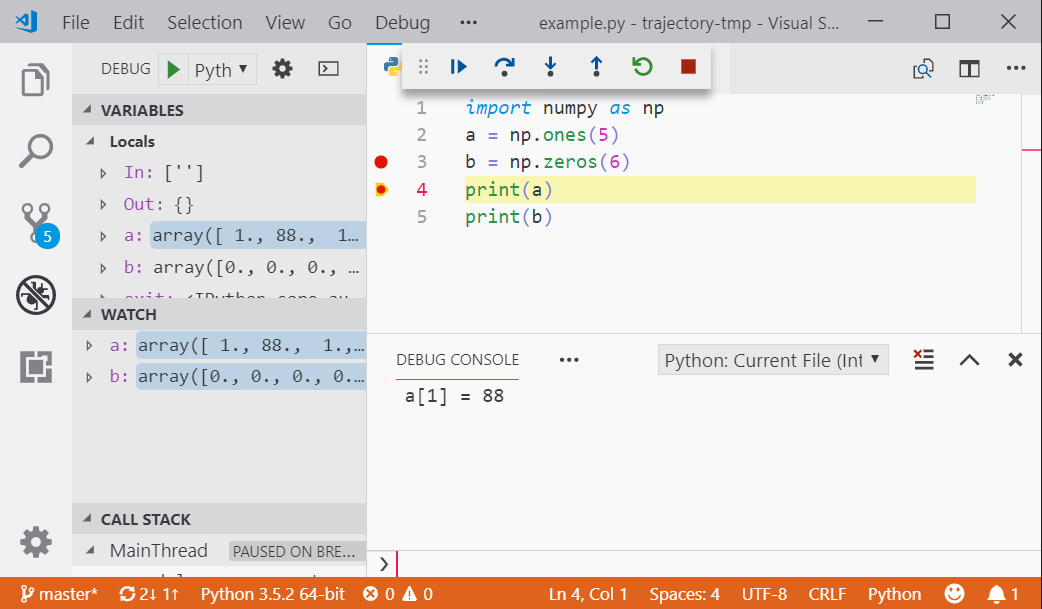 File Edit Selection View Go Debug ••• example.py - trajectory-tmp - Visual S...
DEBUG Pyth
VARIABLES
Locals
In: ['']
Out: {}
a: array([ 1., 88., 1...
b: array([0., 0., 0., ...
WATCH
a: array([ 1., 88., 1.,...
b: array([0., 0., 0., 0....
CALL STACK
MainThread PAUSED ON BRE...
5
1 import numpy as np
2 a = np.ones(5)
3 b = np.zeros(6)
4 print(a)
5 print(b)
DEBUG CONSOLE ••• Python: Current File (Int
a[1] = 88
❯
master* 2↓ 1↑ Python 3.5.2 64-bit 0 0 Ln 4, Col 1 Spaces: 4 UTF-8 CRLF Python 1